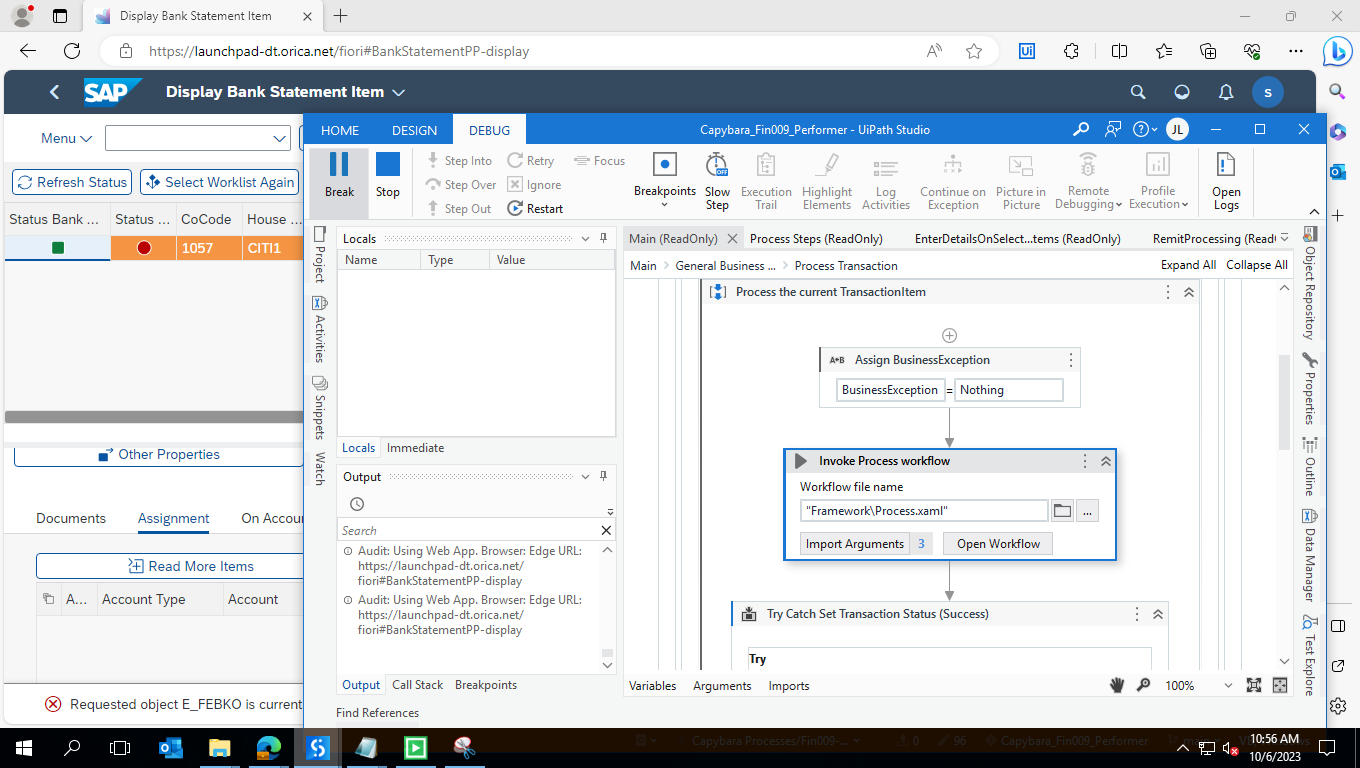 Display Bank Statement Item
https://launchpad-dt.orica.net/fiori#BankStatementPP-display
SAP
Display Bank Statement Item
S
Menu
Refresh Status
Select Worklist Again
Status Bank ...
Status ...
CoCode
House ...
1057
CITI1
Other Properties
Documents
Assignment
On Accou
Read More Items
A...
Account Type
Account
Requested object E_FEBKO is current
HOME
DESIGN
DEBUG
Capybara_Fin009_Performer - UiPath Studio
JL
Break
Stop
Step Into
Step Over
Step Out
Retry
Ignore
Restart
Focus
Breakpoints
Slow Step
Execution Trail
Highlight Elements
Log Activities
Continue on Exception
Picture in Picture
Remote Debugging
Profile Execution
Open Logs
Project
Activities
Snippets
Watch
Locals
Name
Type
Value
Locals
Immediate
Output
Search
Audit: Using Web App. Browser: Edge URL:
https://launchpad-dt.orica.net/
fiori#BankStatementPP-display
Audit: Using Web App. Browser: Edge URL:
https://launchpad-dt.orica.net/
fiori#BankStatementPP-display
Output
Call Stack
Breakpoints
Find References
Main (ReadOnly)
Process Steps (ReadOnly)
EnterDetailsOnSelect...tems (ReadOnly)
RemitProcessing (Read
Main
General Business ...
Process Transaction
Expand All
Collapse All
Process the current TransactionItem
A+B
Assign BusinessException
BusinessException
=
Nothing
Invoke Process workflow
Workflow file name
"Framework\Process.xaml"
...
Import Arguments
3
Open Workflow
Try Catch Set Transaction Status (Success)
Try
Variables
Arguments
Imports
100%
Object Repository
Properties
Outline
Data Manager
Test Explore
Capybara Processes/Fin009-...
0
96
Capybara_Fin009_Performer
main
10:56 AM
10/6/2023